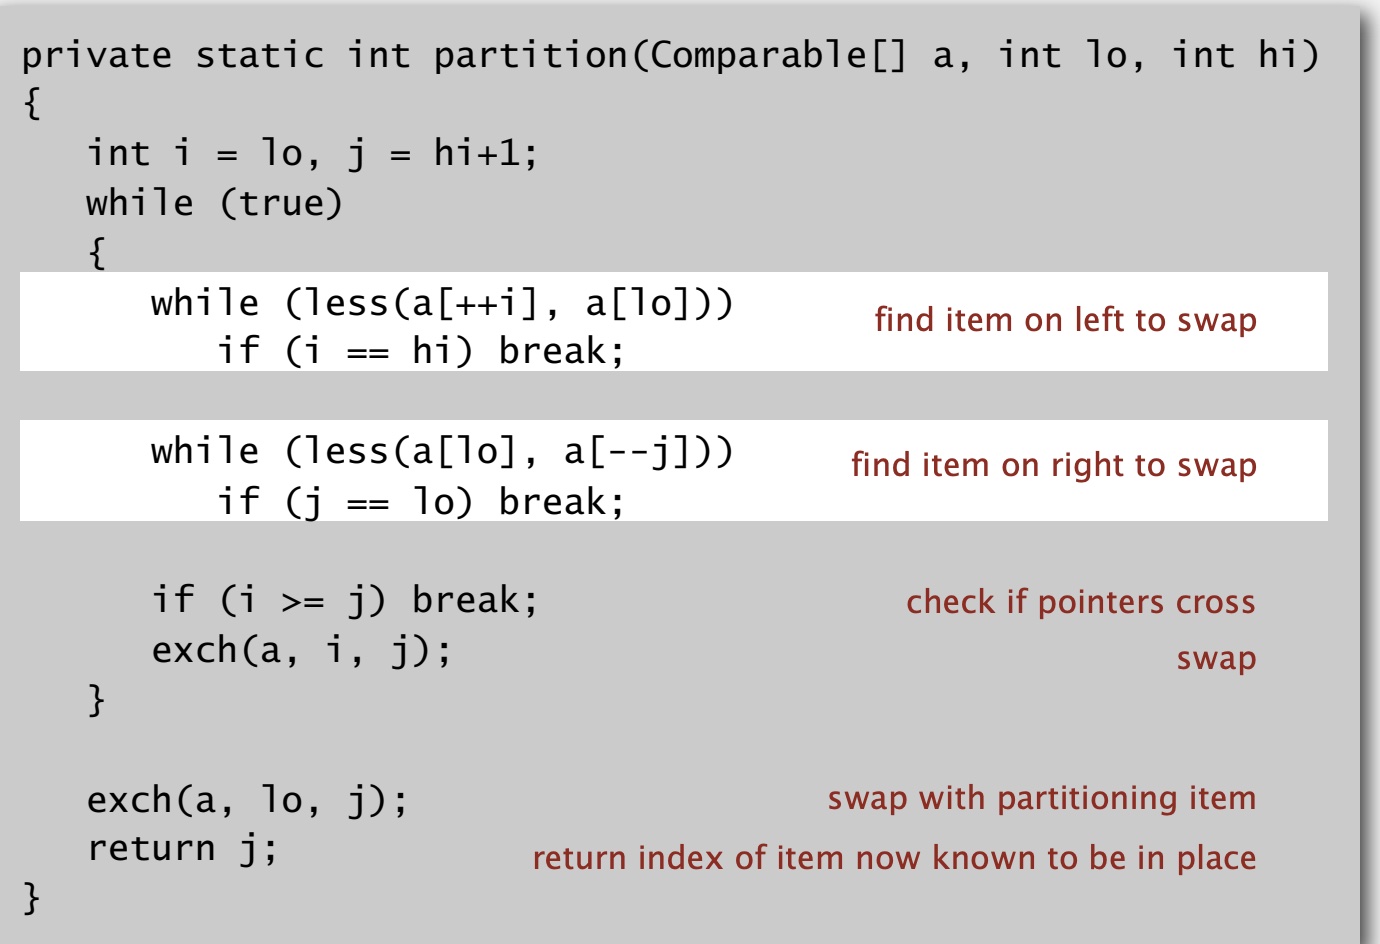 private static int partition(Comparable[] a, int lo, int hi)
{
   int i = lo, j = hi+1;
   while (true)
   {
      while (less(a[++i], a[lo]))   find item on left to swap
         if (i == hi) break;

      while (less(a[lo], a[--j]))   find item on right to swap
         if (j == lo) break;

      if (i >= j) break;   check if pointers cross
      exch(a, i, j);   swap
   }

   exch(a, lo, j);   swap with partitioning item
   return j;   return index of item now known to be in place
}